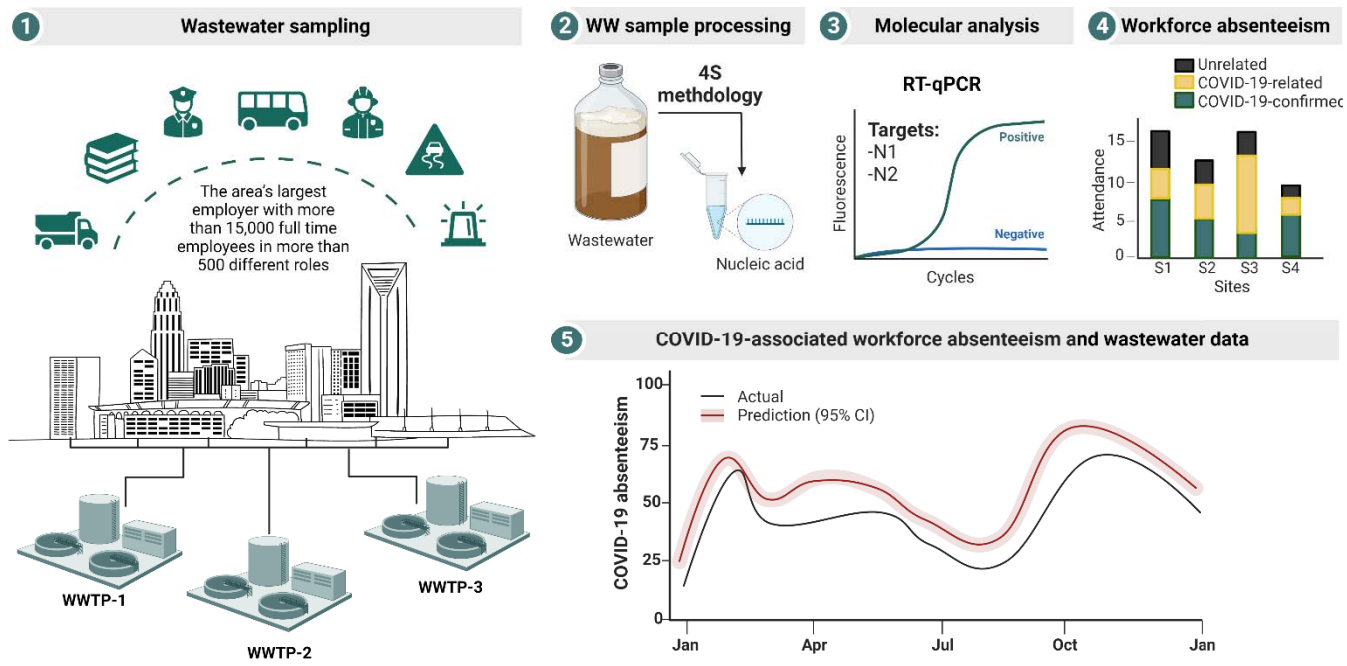 1
Wastewater sampling
The area's largest
employer with more
than 15,000 full time
employees in more than
500 different roles
WWTP-1
WWTP-2
WWTP-3
2
WW sample processing
4S
methdology
Wastewater
Nucleic acid
3
Molecular analysis
RT-qPCR
Targets:
-N1
-N2
Positive
Negative
Fluorescence
Cycles
4
Workforce absenteeism
Unrelated
COVID-19-related
COVID-19-confirmed
Attendance
15
10
5
0
S1 S2 S3 S4
Sites
5
COVID-19-associated workforce absenteeism and wastewater data
Actual
Prediction (95% CI)
COVID-19 absenteeism
100
75
50
25
0
Jan Apr Jul Oct Jan